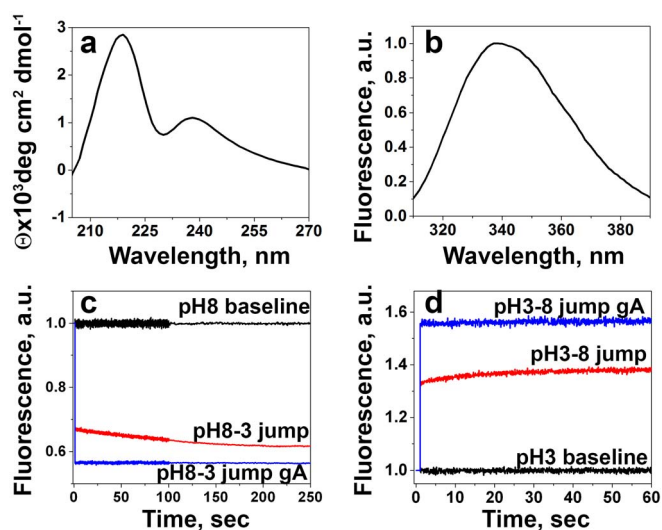 a
Θx10³deg cm² dmol⁻¹
3
2
1
0
-1
210 225 240 255 270
Wavelength, nm
b
Fluorescence, a.u.
1.0
0.8
0.6
0.4
0.2
0.0
320 340 360 380
Wavelength, nm
c
Fluorescence, a.u.
1.0
0.8
0.6
pH8 baseline
pH8-3 jump
pH8-3 jump gA
0 50 100 150 200 250
Time, sec
d
Fluorescence, a.u.
1.6
1.4
1.2
1.0
pH3-8 jump gA
pH3-8 jump
pH3 baseline
0 10 20 30 40 50 60
Time, sec